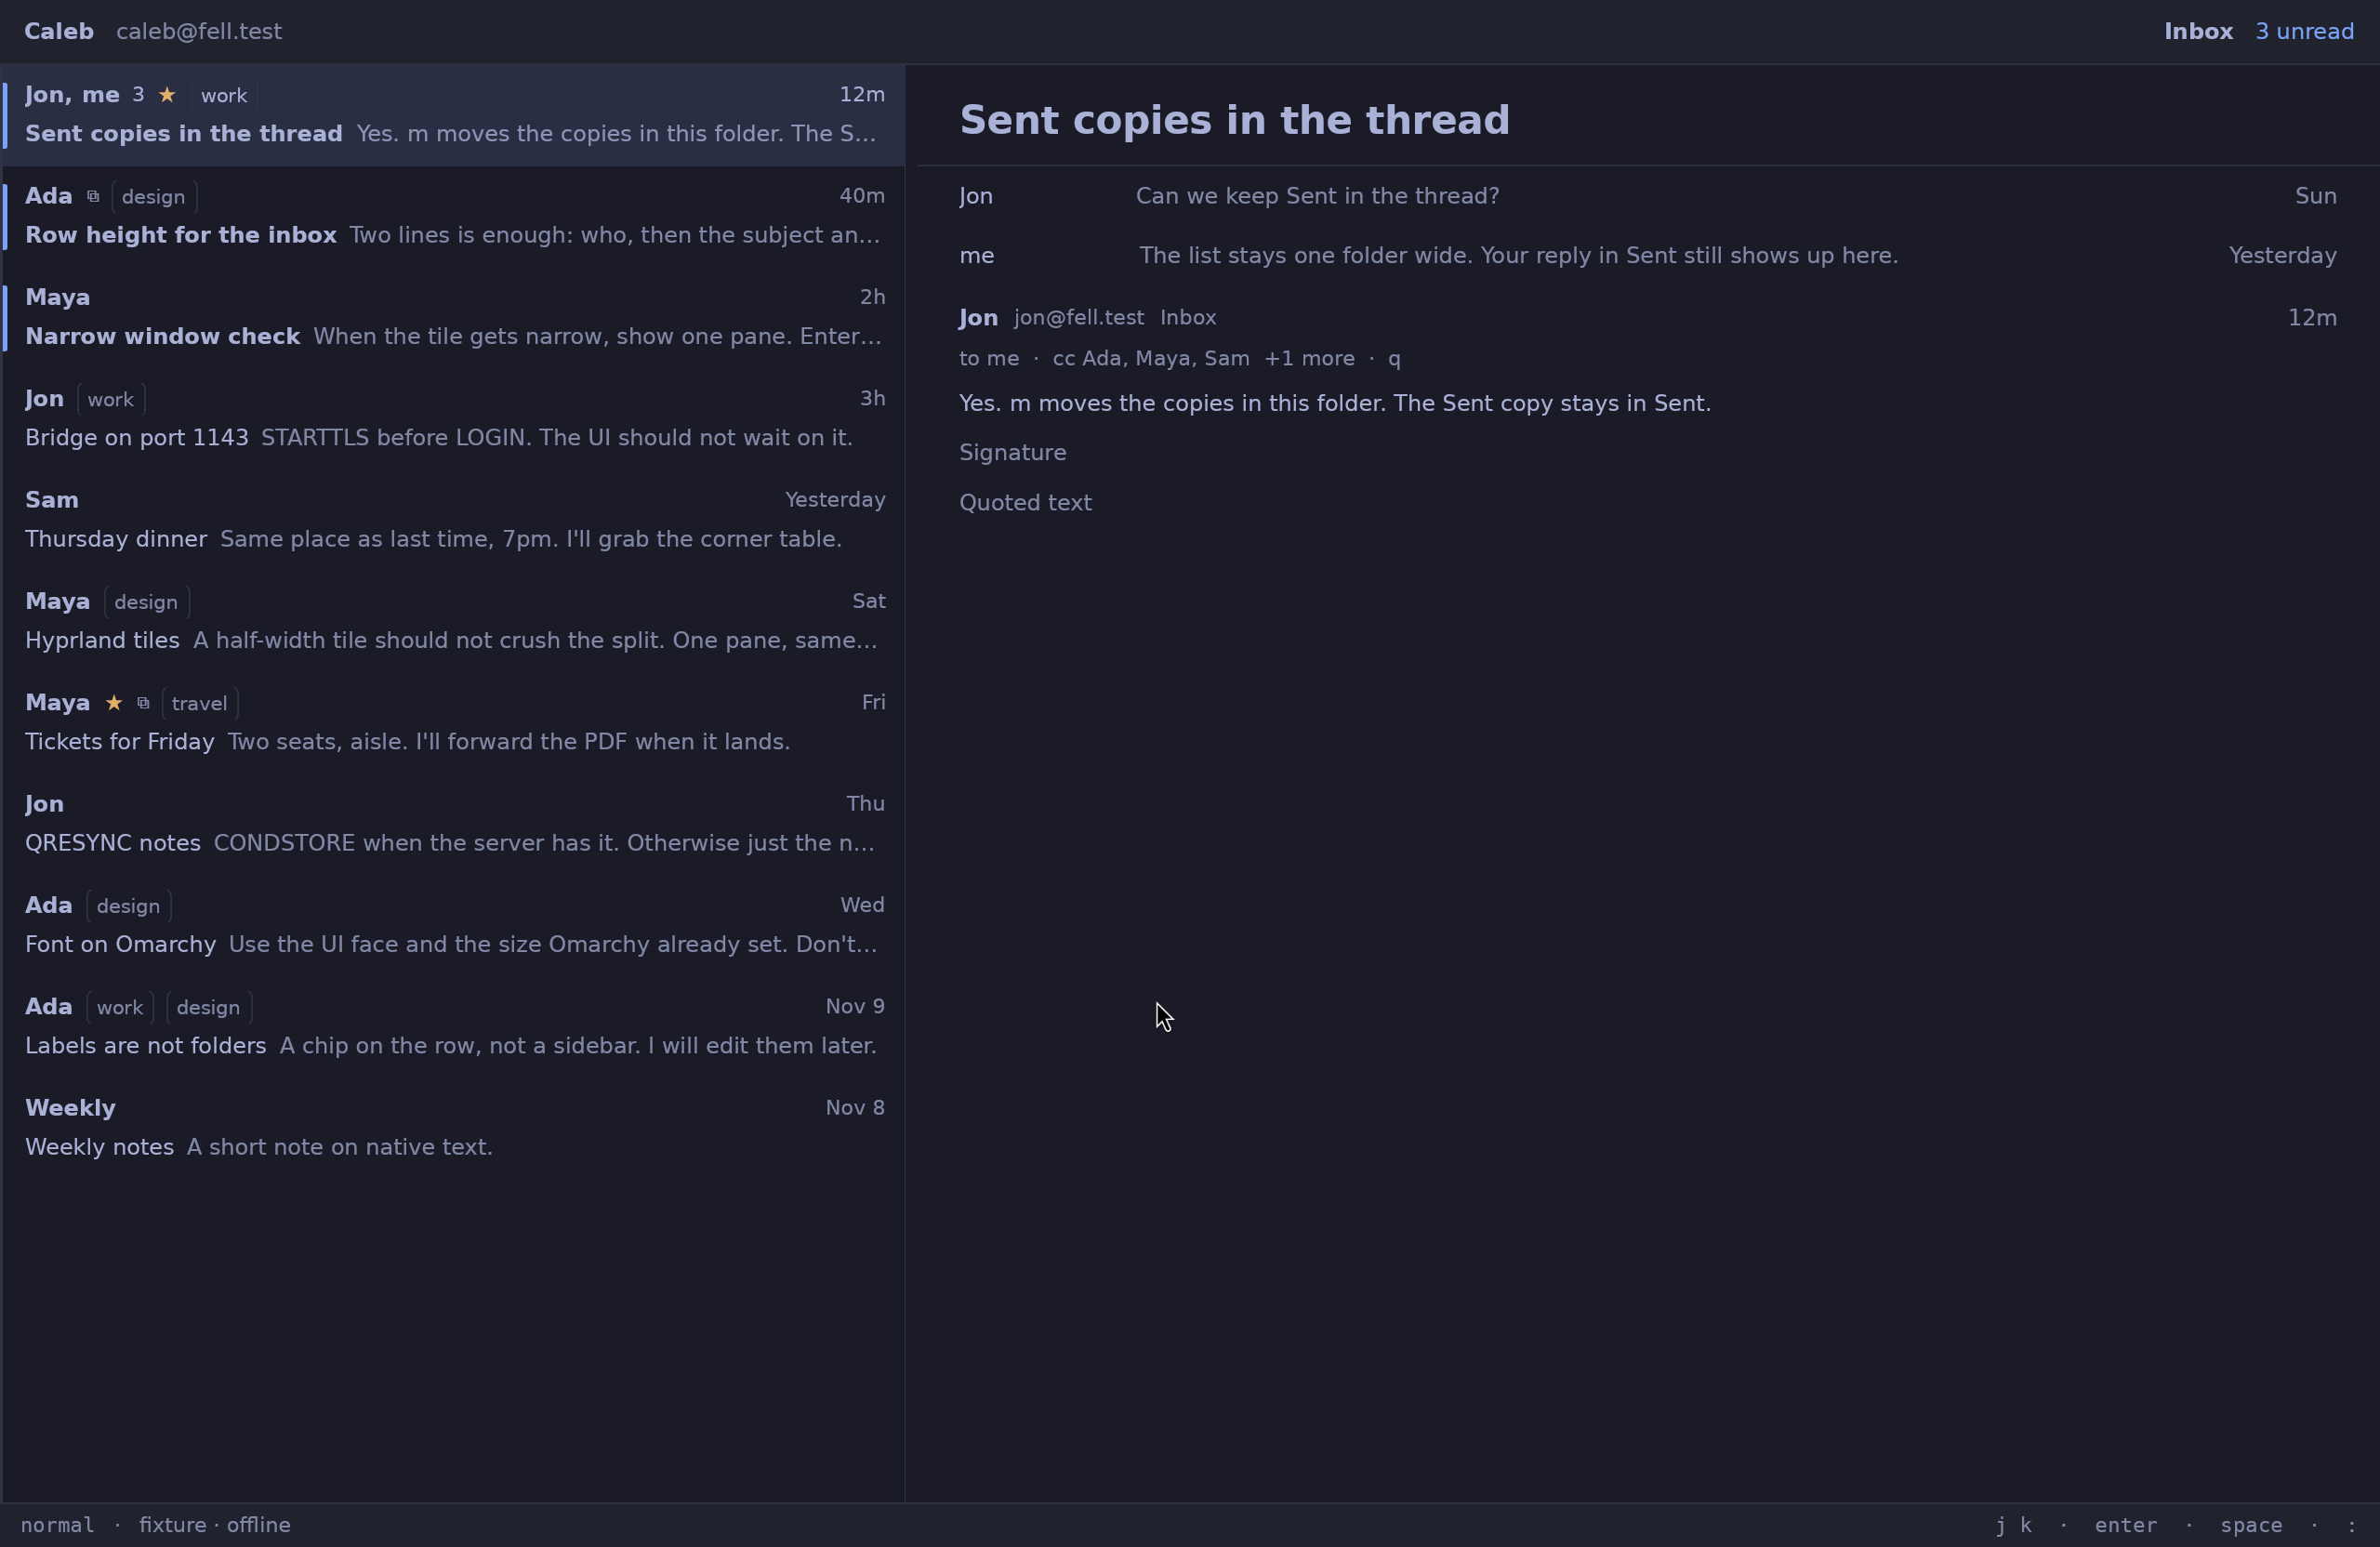 Caleb caleb@fell.test Inbox 3 unread
Jon, me 3 ★ work 12m
Sent copies in the thread Yes. m moves the copies in this folder. The S…
Ada design 40m
Row height for the inbox Two lines is enough: who, then the subject an…
Maya 2h
Narrow window check When the tile gets narrow, show one pane. Enter…
Jon work 3h
Bridge on port 1143 STARTTLS before LOGIN. The UI should not wait on it.
Sam Yesterday
Thursday dinner Same place as last time, 7pm. I'll grab the corner table.
Maya design Sat
Hyprland tiles A half-width tile should not crush the split. One pane, same…
Maya ★ travel Fri
Tickets for Friday Two seats, aisle. I'll forward the PDF when it lands.
Jon Thu
QRESYNC notes CONDSTORE when the server has it. Otherwise just the n…
Ada design Wed
Font on Omarchy Use the UI face and the size Omarchy already set. Don't…
Ada work design Nov 9
Labels are not folders A chip on the row, not a sidebar. I will edit them later.
Weekly Nov 8
Weekly notes A short note on native text.
Sent copies in the thread
Jon Can we keep Sent in the thread? Sun
me The list stays one folder wide. Your reply in Sent still shows up here. Yesterday
Jon jon@fell.test Inbox 12m
to me · cc Ada, Maya, Sam +1 more · q
Yes. m moves the copies in this folder. The Sent copy stays in Sent.
Signature
Quoted text
normal · fixture · offline j k · enter · space · :